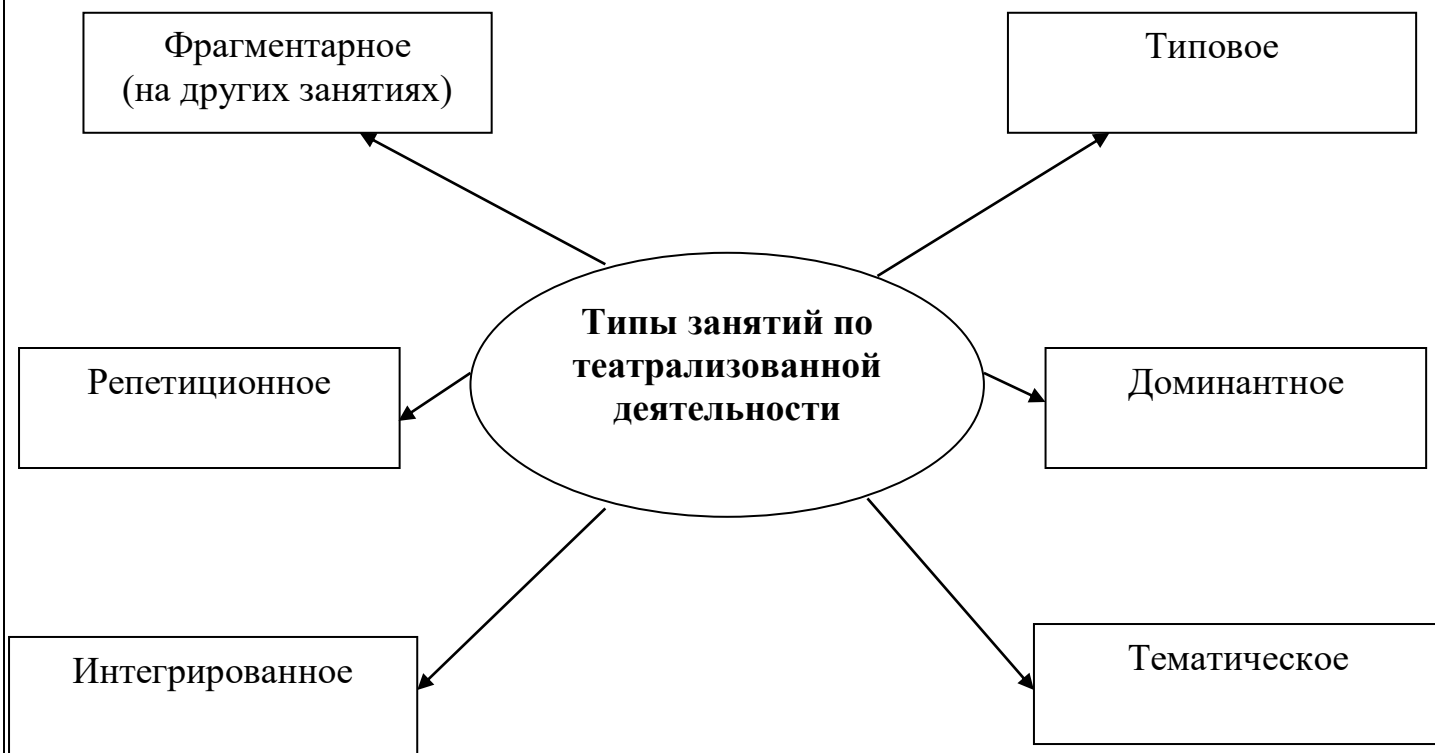 Фрагментарное
(на других занятиях)
Типовое
Типы занятий по
театрализованной
деятельности
Репетиционное
Доминантное
Интегрированное
Тематическое